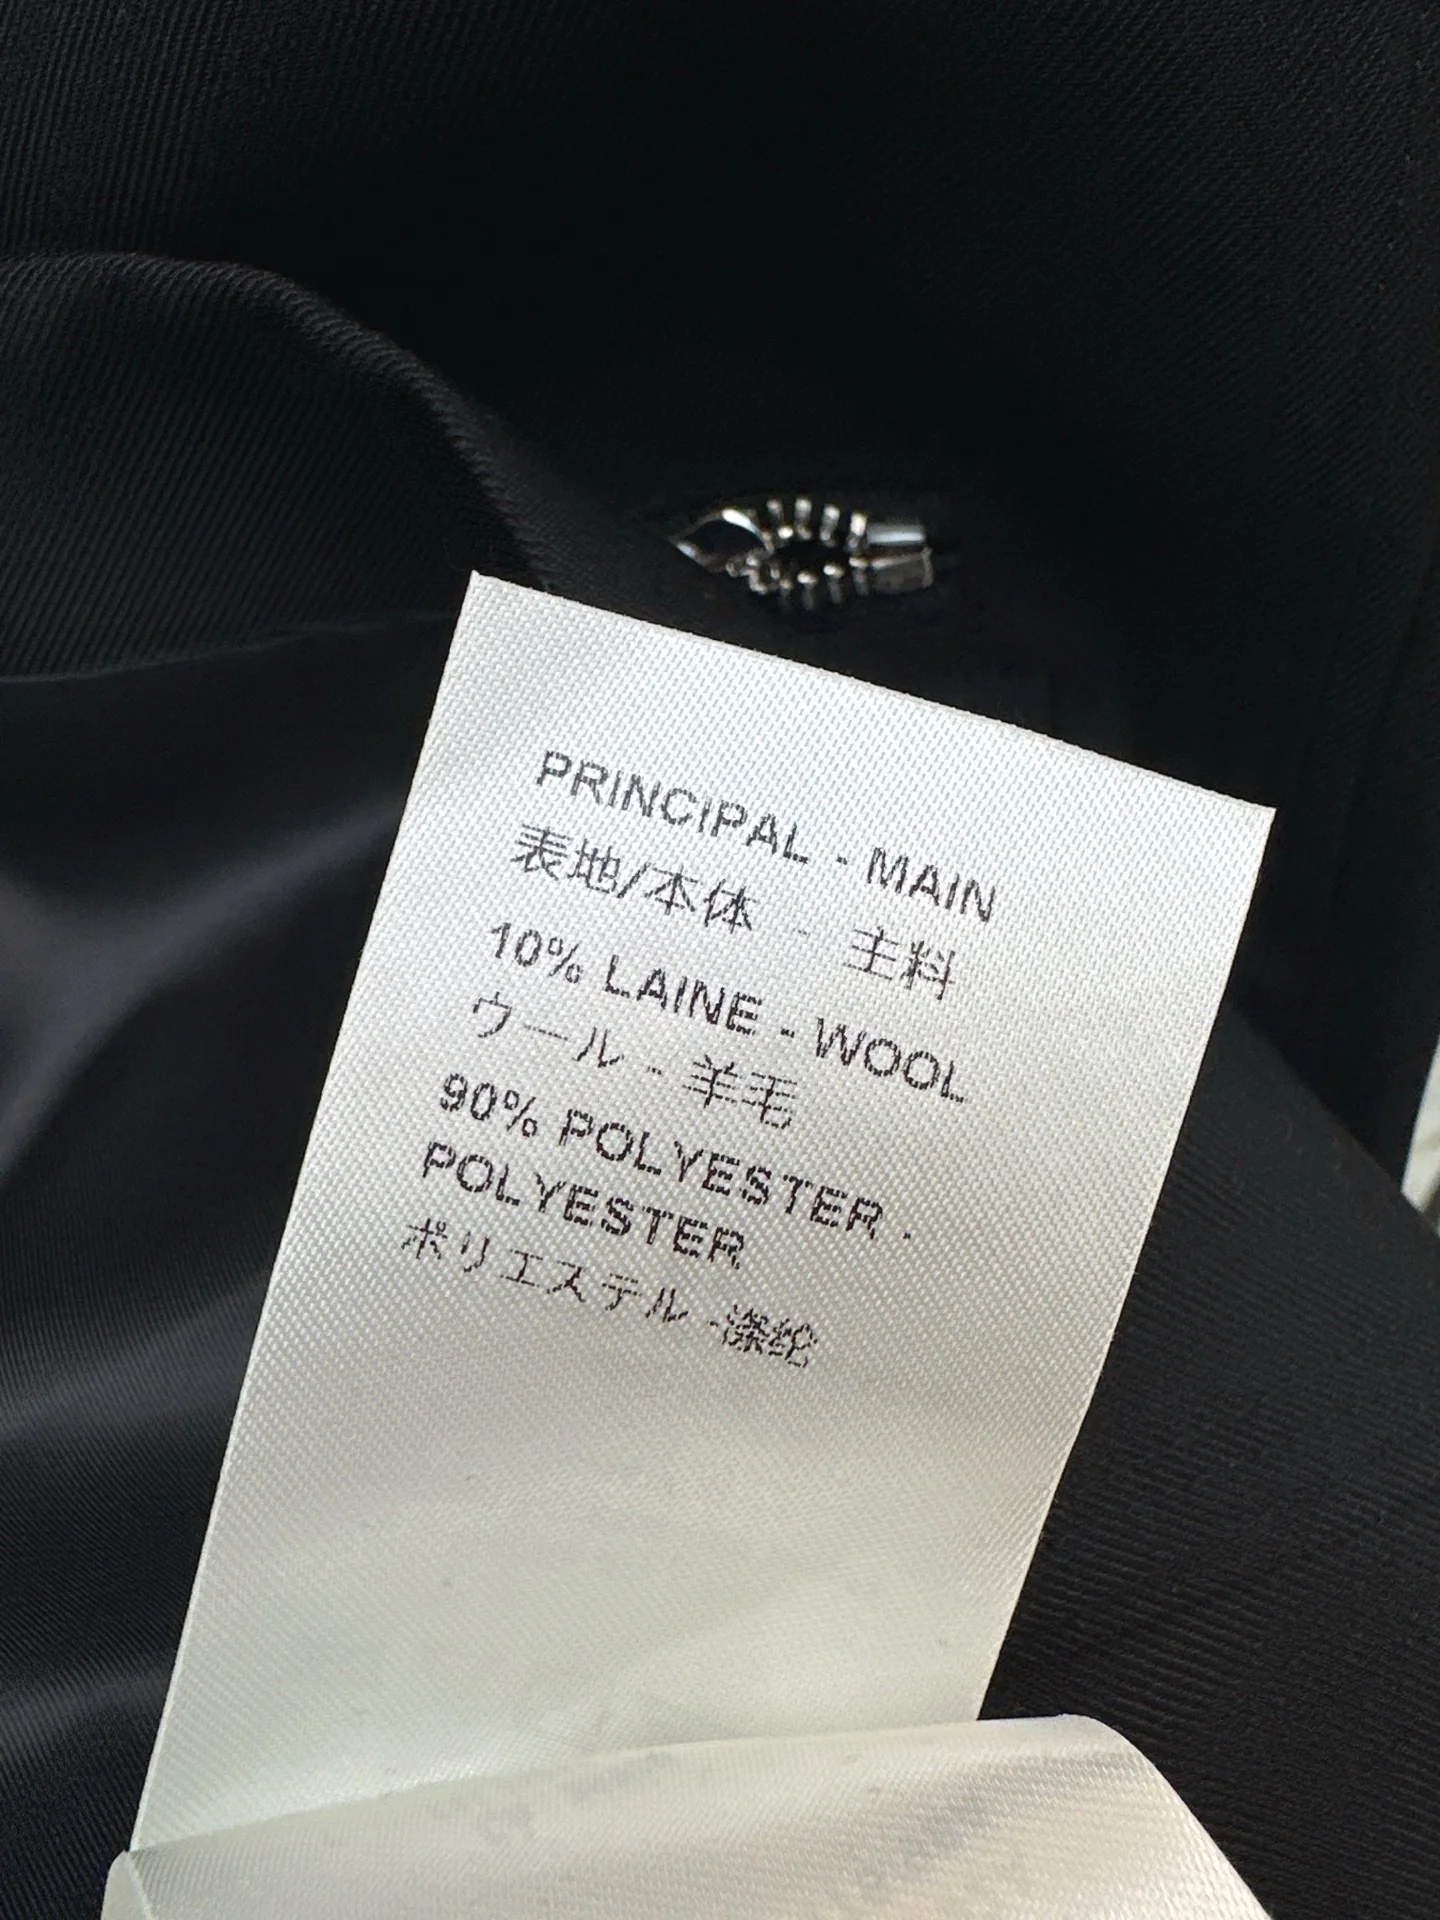 PRINCIPAL - MAIN
表地/本体 - 主料
10% LAINE - WOOL
ウール - 羊毛
90% POLYESTER -
POLYESTER
ポリエステル -涤纶